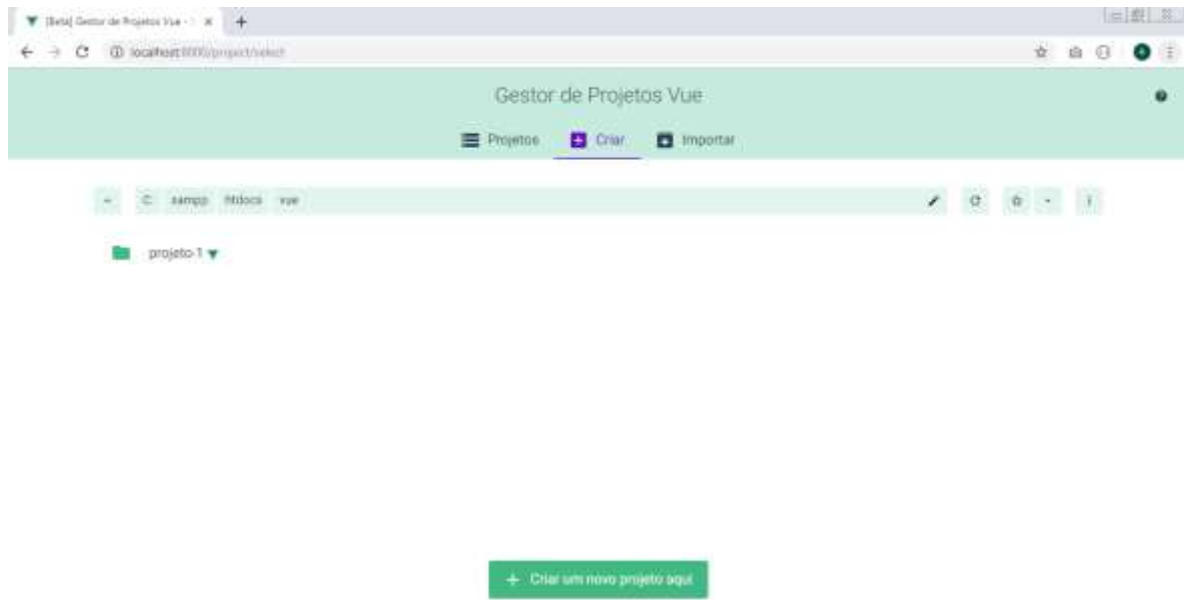 [Beta] Gestor de Projetos Vue -
localhost:8000/project/select
Gestor de Projetos Vue
Projetos Criar Importar
C: xampp htdocs vue
projeto-1
+ Criar um novo projeto aqui